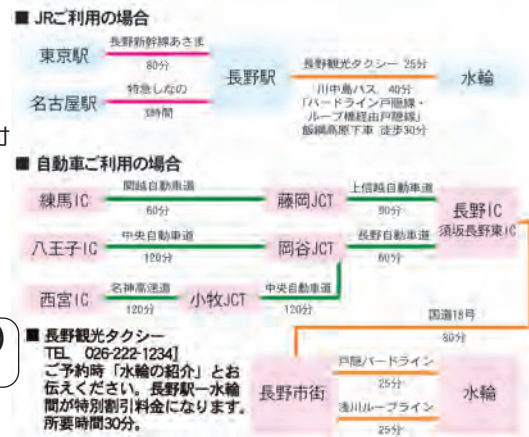 ■ JRご利用の場合
東京駅
長野新幹線あさま
80分
名古屋駅
特急しなの
3時間
長野駅
長野観光タクシー 25分
川中島バス 40分
「バードライン戸隠線・
ループ橋経由戸隠線」
飯綱高原下車 徒歩30分
水輪
■ 自動車ご利用の場合
練馬IC
関越自動車道
60分
藤岡JCT
上信越自動車道
90分
八王子IC
中央自動車道
120分
岡谷JCT
長野自動車道
60分
長野IC
須坂長野東IC
西宮IC
名神高速道
120分
小牧JCT
中央自動車道
120分
国道18号
30分
■ 長野観光タクシー
TEL 026-222-1234]
ご予約時「水輪の紹介」とお
伝えください。長野駅ー水輪
間が特別割引料金になります。
所要時間30分。
長野市街
戸隠バードライン
25分
浅川ループライン
25分
水輪